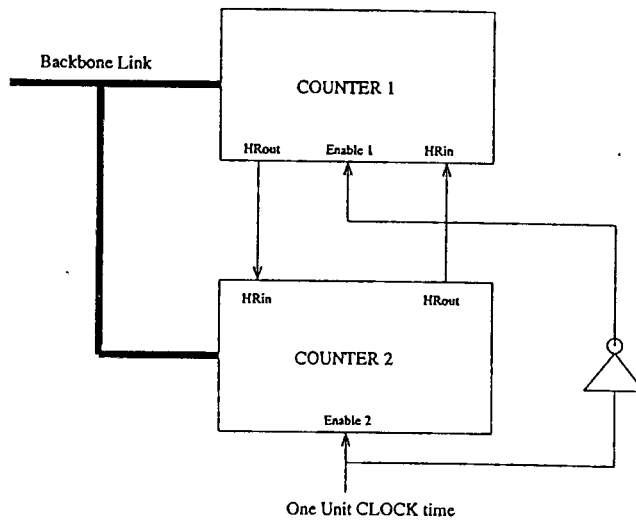 Backbone Link
COUNTER 1
HRout Enable 1 HRin
HRin HRout
COUNTER 2
Enable 2
One Unit CLOCK time